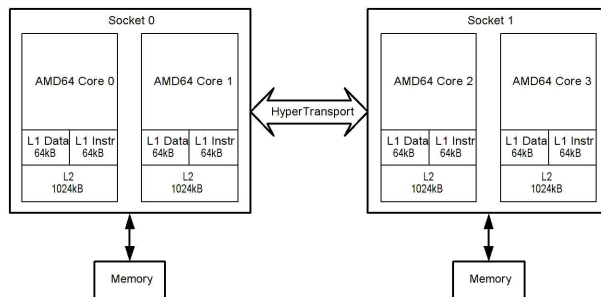 Socket 0
AMD64 Core 0
AMD64 Core 1
L1 Data
64kB
L1 Instr
64kB
L1 Data
64kB
L1 Instr
64kB
L2
1024kB
L2
1024kB
Memory
HyperTransport
Socket 1
AMD64 Core 2
AMD64 Core 3
L1 Data
64kB
L1 Instr
64kB
L1 Data
64kB
L1 Instr
64kB
L2
1024kB
L2
1024kB
Memory